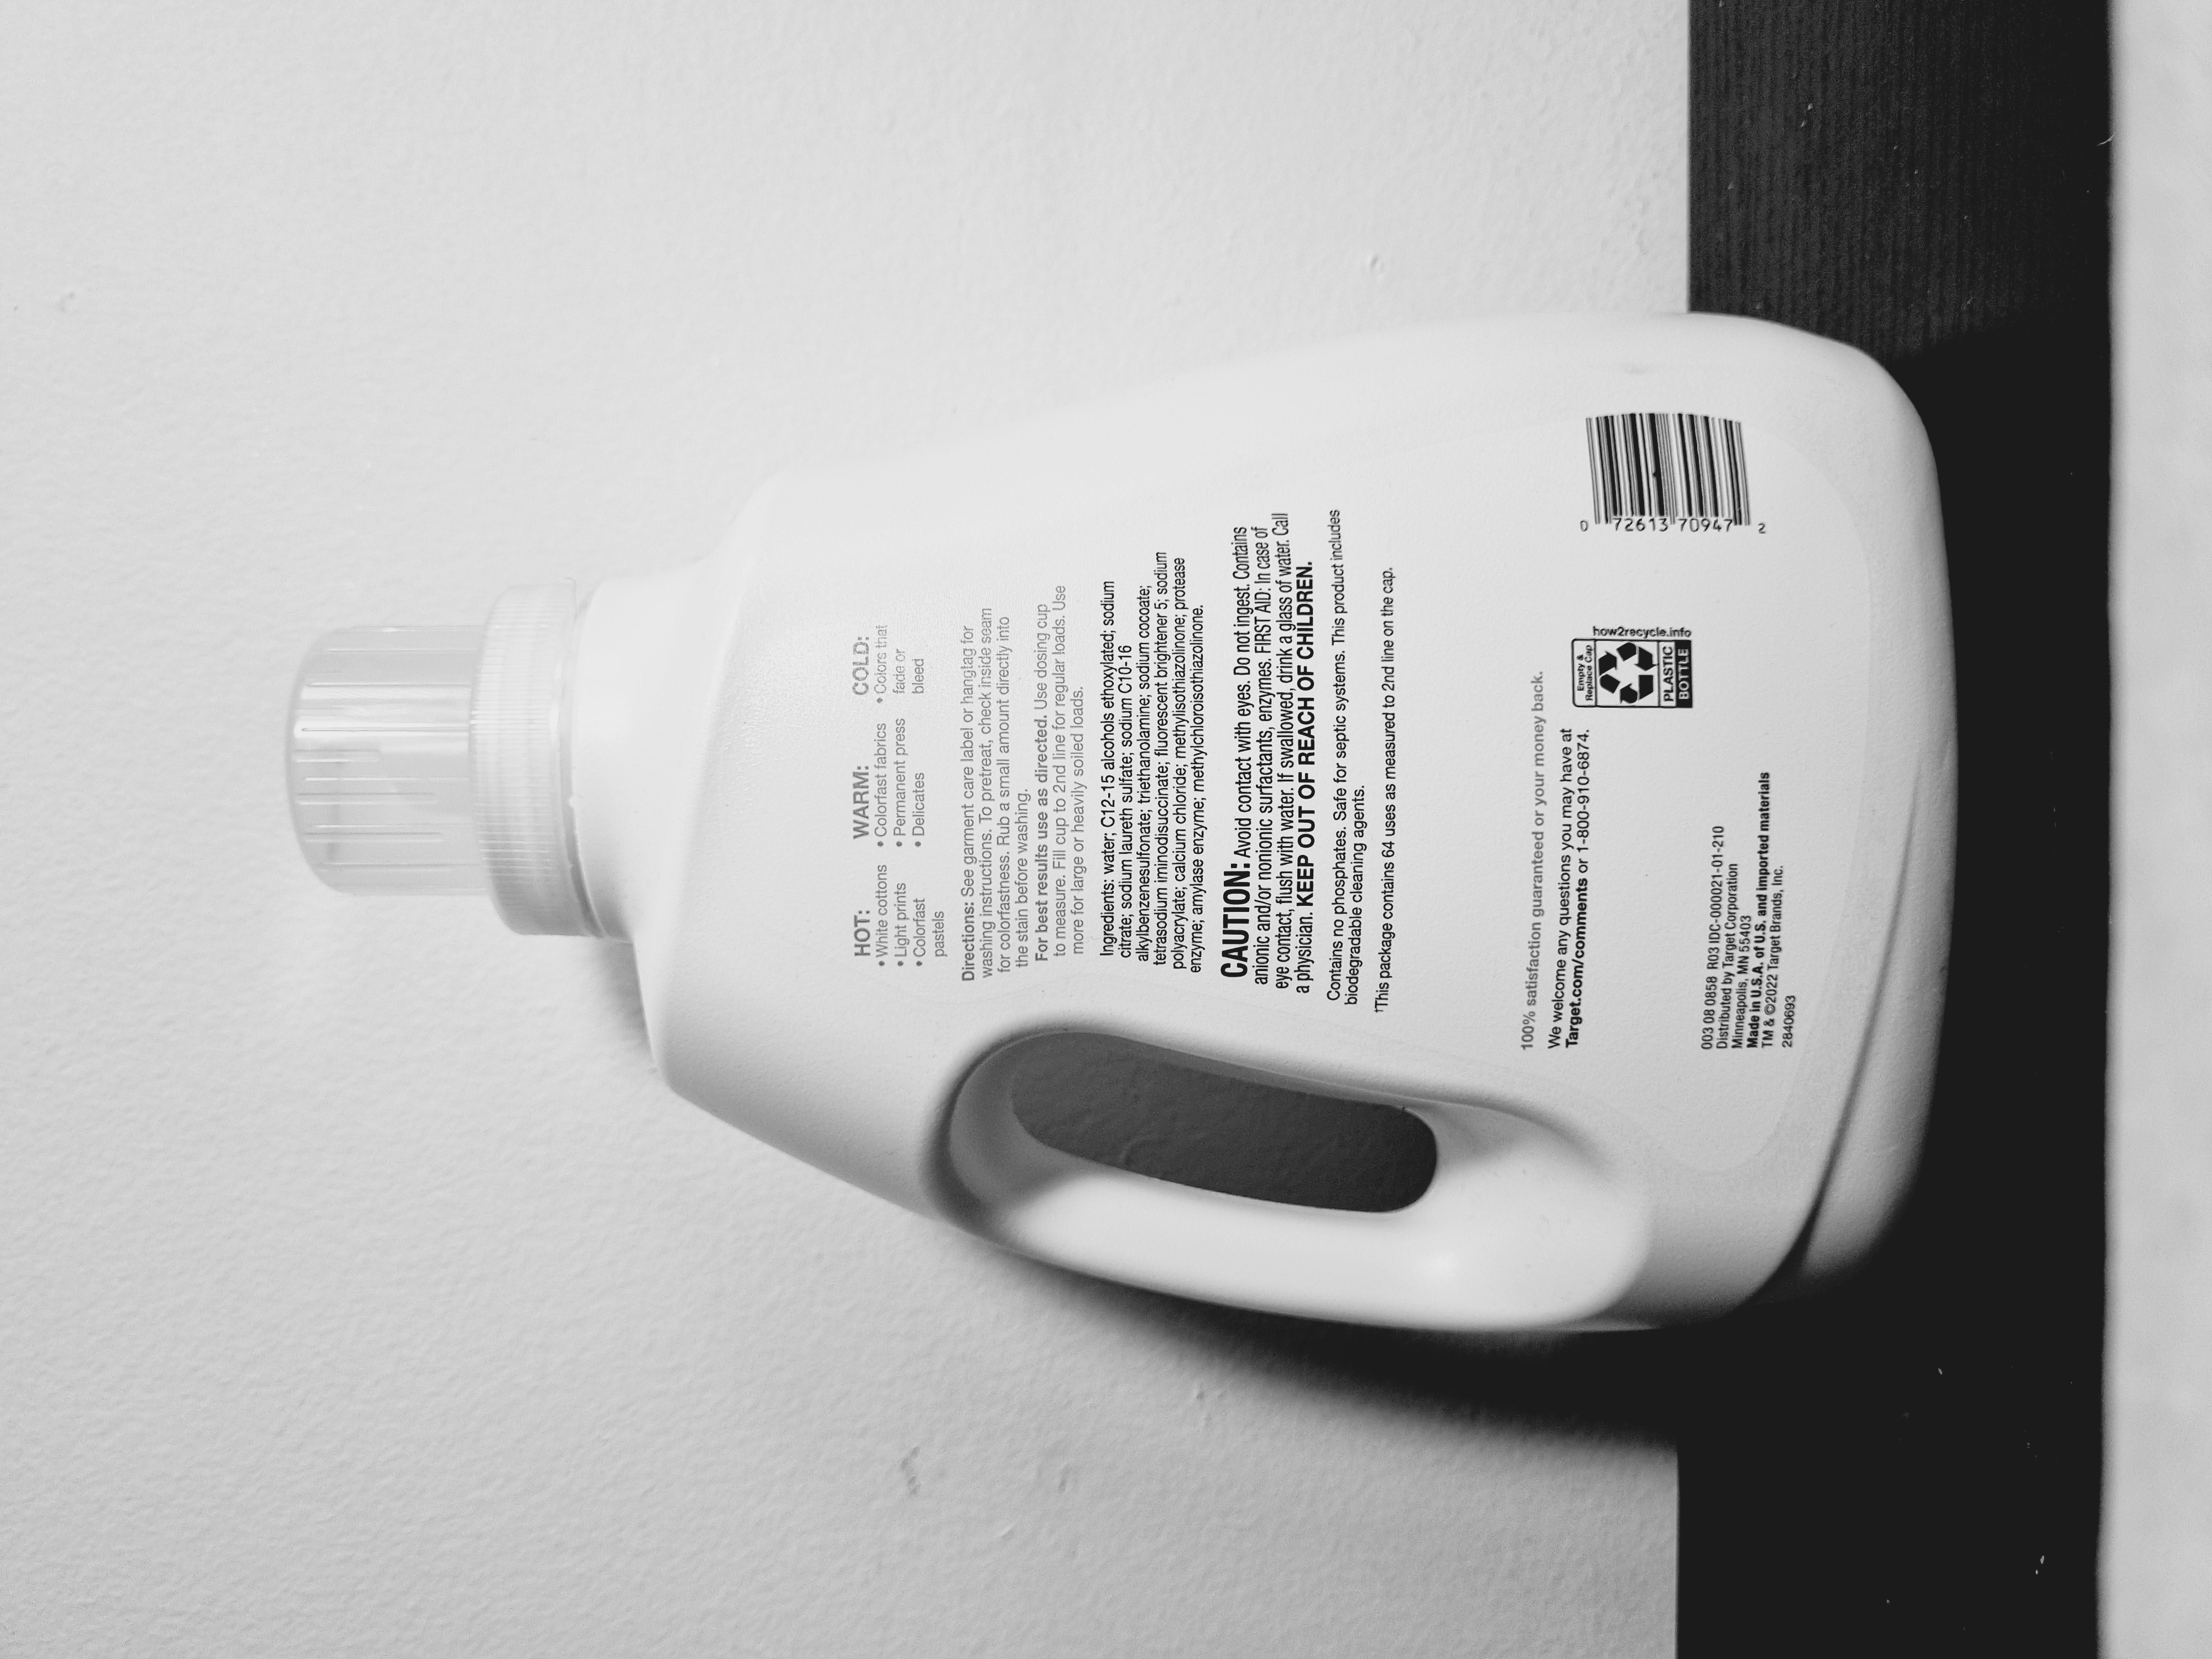 HOT:
• White cottons
• Light prints
• Colorfast
pastels
WARM:
• Colorfast fabrics
• Permanent press
• Delicates
COLD:
• Colors that
fade or
bleed
Directions: See garment care label or hangtag for
washing instructions. To pretreat, check inside seam
for colorfastness. Rub a small amount directly into
the stain before washing.
For best results use as directed. Use dosing cup
to measure. Fill cup to 2nd line for regular loads. Use
more for large or heavily soiled loads.
Ingredients: water; C12-15 alcohols ethoxylated; sodium
citrate; sodium laureth sulfate; sodium C10-16
alkylbenzenesulfonate; triethanolamine; sodium cocoate;
tetrasodium iminodisuccinate; fluorescent brightener 5; sodium
polyacrylate; calcium chloride; methylisothiazolinone; protease
enzyme; amylase enzyme; methylchloroisothiazolinone.
CAUTION: Avoid contact with eyes. Do not ingest. Contains
anionic and/or nonionic surfactants, enzymes. FIRST AID: In case of
eye contact, flush with water. If swallowed, drink a glass of water. Call
a physician. KEEP OUT OF REACH OF CHILDREN.
Contains no phosphates. Safe for septic systems. This product includes
biodegradable cleaning agents.
†This package contains 64 uses as measured to 2nd line on the cap.
100% satisfaction guaranteed or your money back.
We welcome any questions you may have at
Target.com/comments or 1-800-910-6874.
Empty &
Replace Cap
PLASTIC
BOTTLE
how2recycle.info
0 72613 70947 2
003 08 0858 R03 IDC-000021-01-210
Distributed by Target Corporation
Minneapolis, MN 55403
Made in U.S.A. of U.S. and imported materials
TM & ©2022 Target Brands, Inc.
2840693